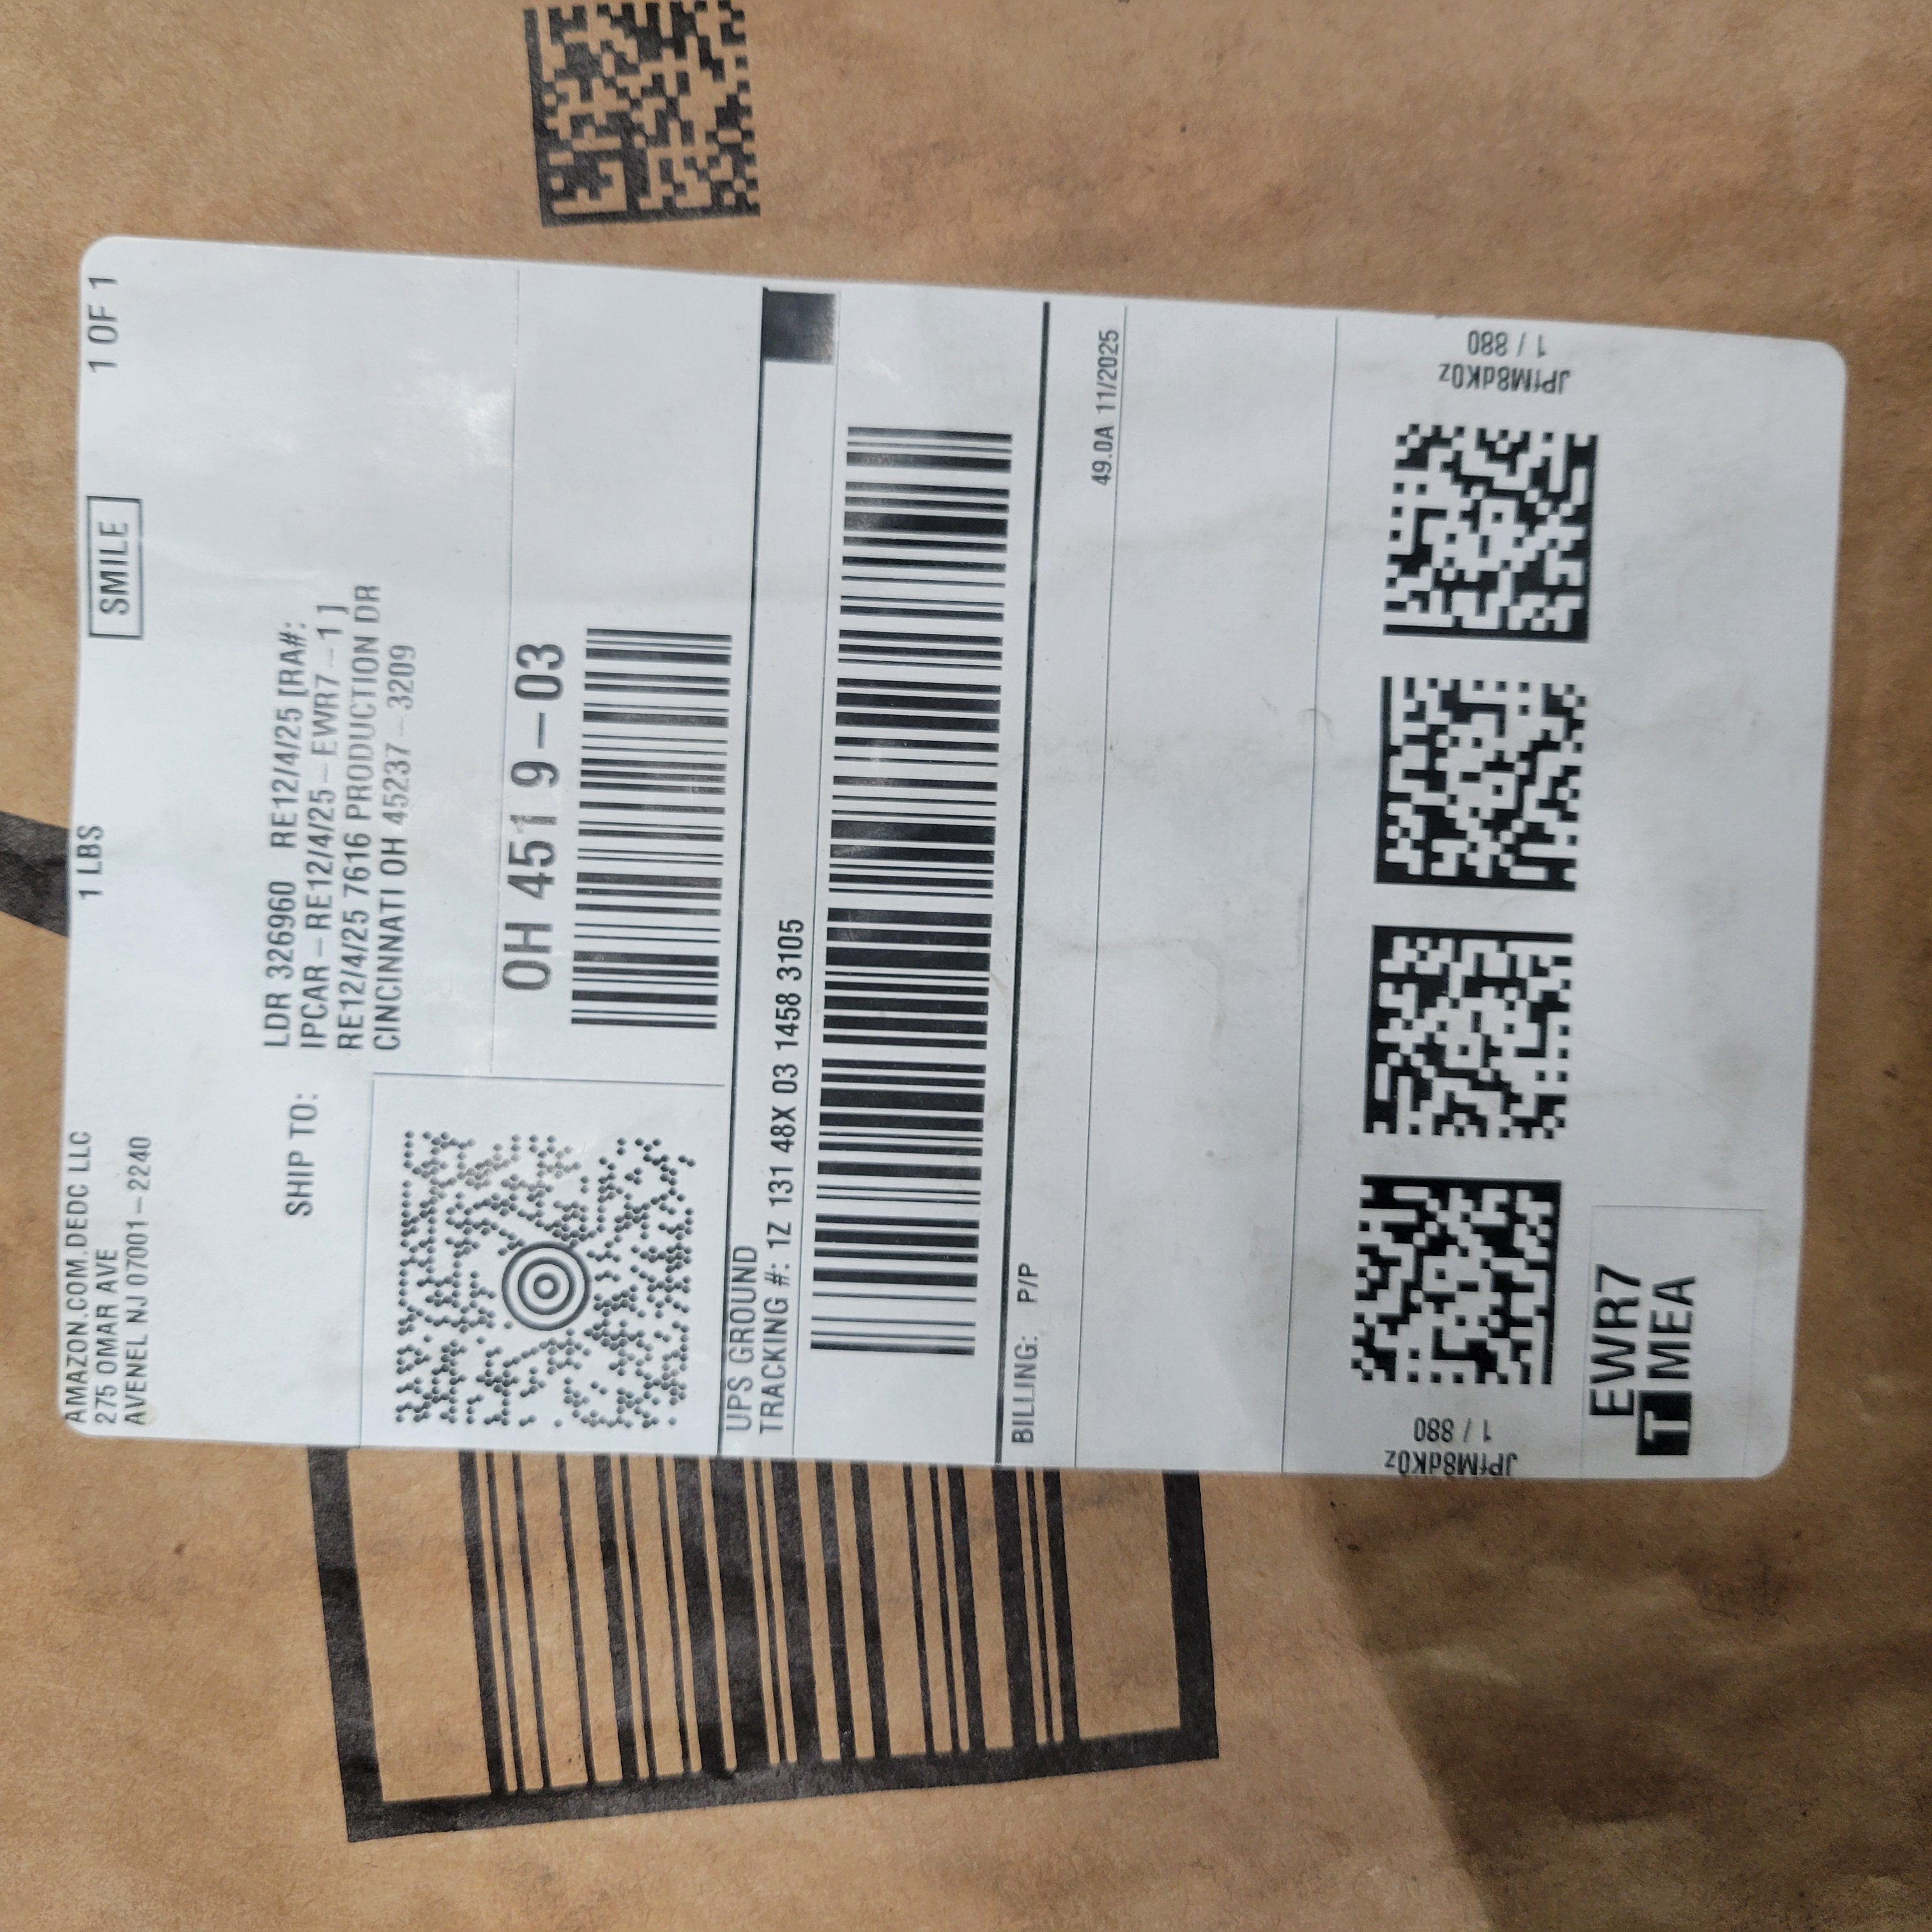 AMAZON.COM.DEDC LLC
275 OMAR AVE
AVENEL NJ 07001-2240
1 LBS
SMILE
1 OF 1
SHIP TO:
LDR 326960 RE12/4/25 [RA#:
IPCAR-RE12/4/25-EWR7-1]
RE12/4/25 7616 PRODUCTION DR
CINCINNATI OH 45237-3209
OH 451 9-03
UPS GROUND
TRACKING #: 1Z 131 48X 03 1458 3105
BILLING: P/P
49.0A 11/2025
JPfM8dK0z
1 / 880
JPfM8dK0z
1 / 880
EWR7
T MEA